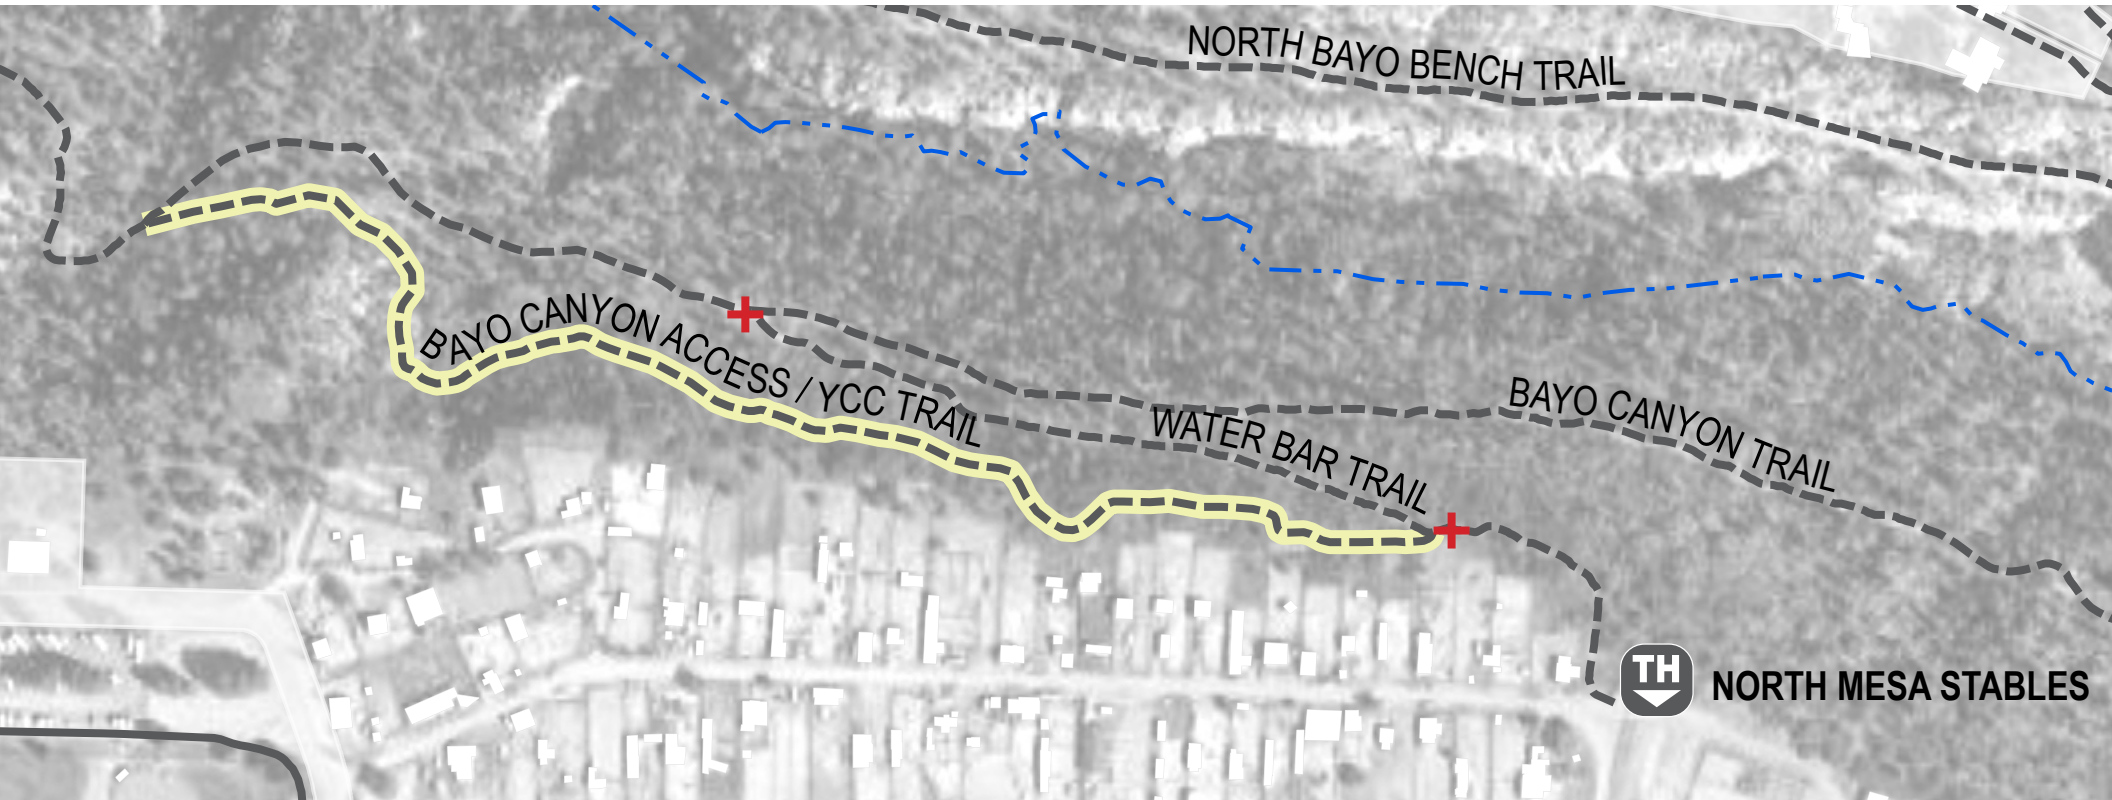 NORTH BAYO BENCH TRAIL
BAYO CANYON ACCESS / YCC TRAIL
WATER BAR TRAIL
BAYO CANYON TRAIL
TH
NORTH MESA STABLES